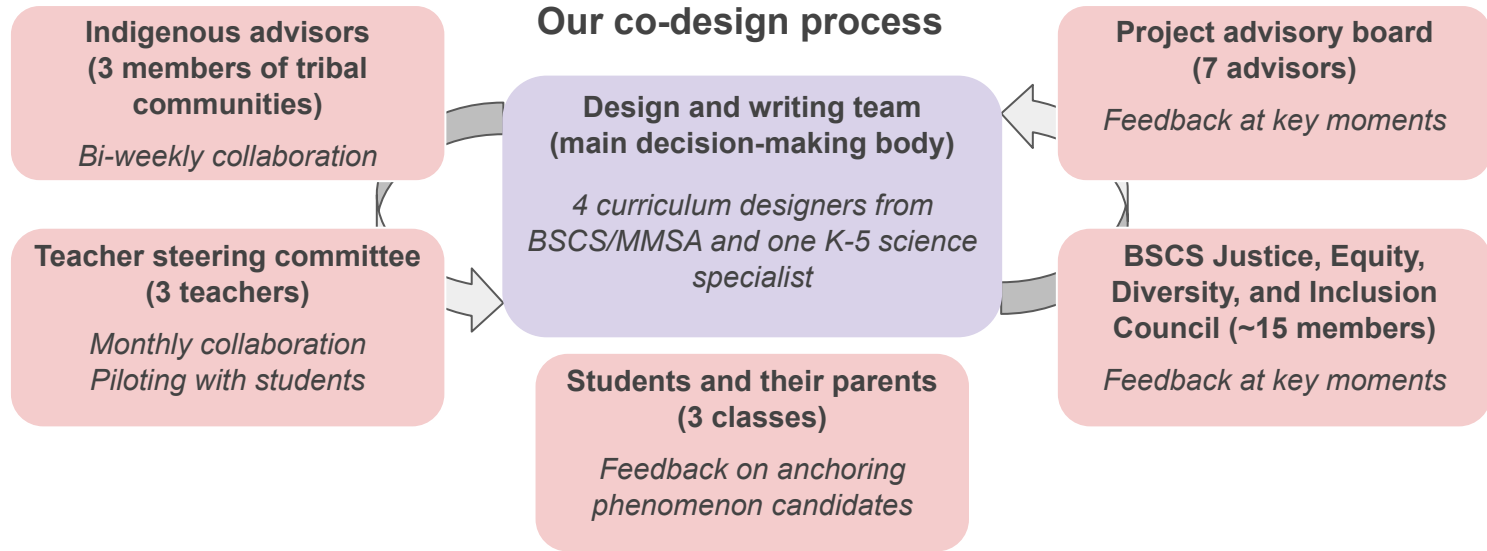 Our co-design process
Indigenous advisors
(3 members of tribal
communities)
Bi-weekly collaboration
Design and writing team
(main decision-making body)
4 curriculum designers from
BSCS/MMSA and one K-5 science
specialist
Project advisory board
(7 advisors)
Feedback at key moments
Teacher steering committee
(3 teachers)
Monthly collaboration
Piloting with students
Students and their parents
(3 classes)
Feedback on anchoring
phenomenon candidates
BSCS Justice, Equity,
Diversity, and Inclusion
Council (~15 members)
Feedback at key moments